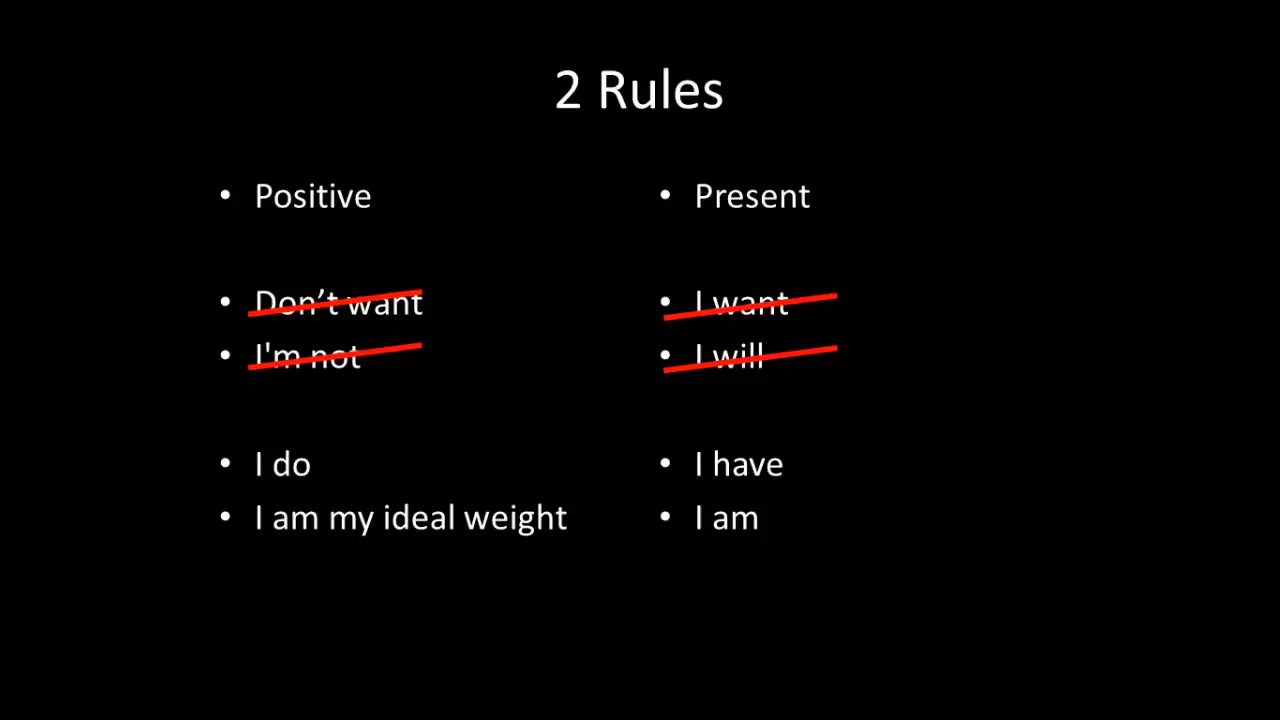 2 Rules
• Positive
• Don’t want
• I'm not
• I do
• I am my ideal weight
• Present
• I want
• I will
• I have
• I am